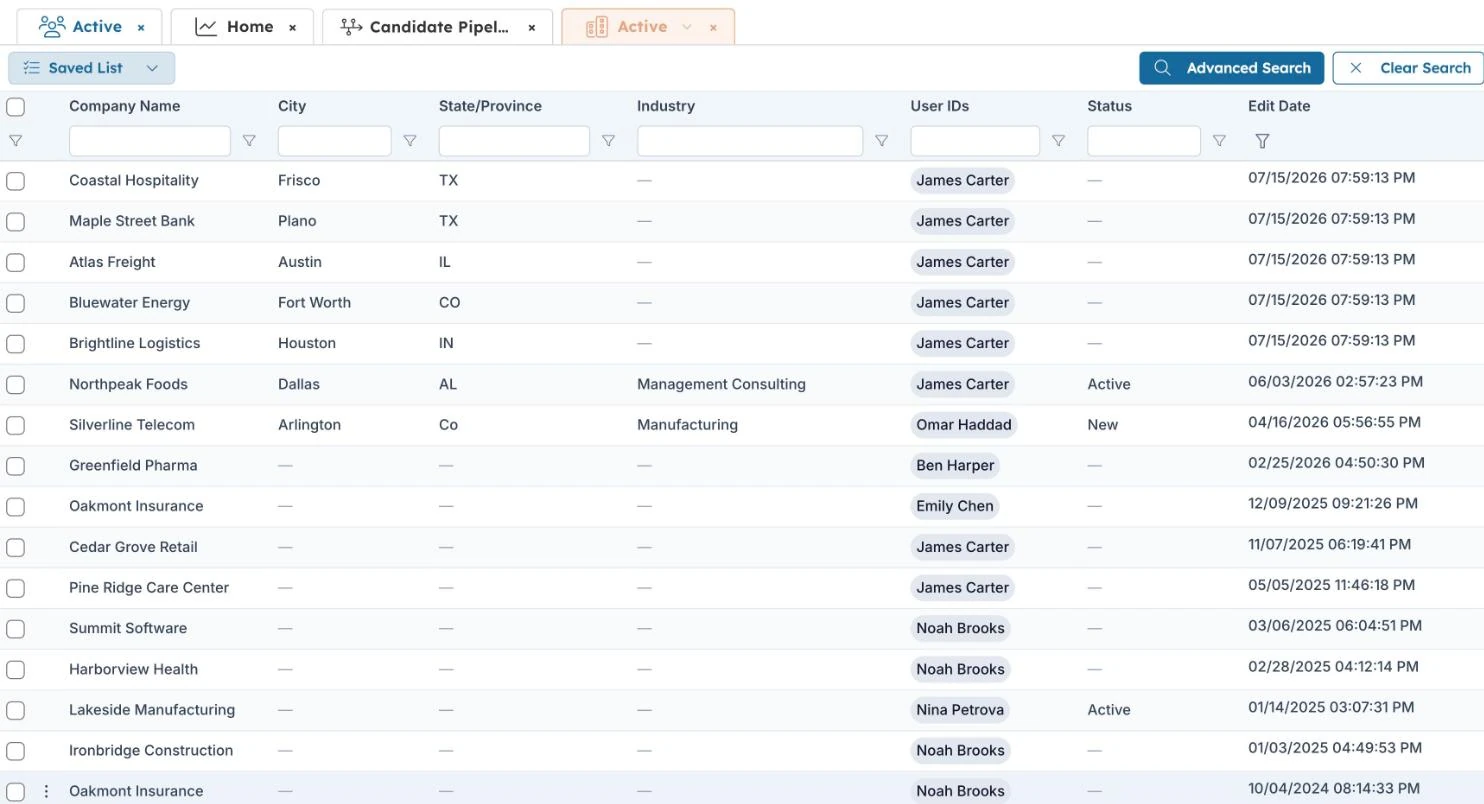 Active × Home × Candidate Pipel... × Active ×
Saved List Advanced Search Clear Search
Company Name City State/Province Industry User IDs Status Edit Date
Coastal Hospitality Frisco TX — James Carter — 07/15/2026 07:59:13 PM
Maple Street Bank Plano TX — James Carter — 07/15/2026 07:59:13 PM
Atlas Freight Austin IL — James Carter — 07/15/2026 07:59:13 PM
Bluewater Energy Fort Worth CO — James Carter — 07/15/2026 07:59:13 PM
Brightline Logistics Houston IN — James Carter — 07/15/2026 07:59:13 PM
Northpeak Foods Dallas AL Management Consulting James Carter Active 06/03/2026 02:57:23 PM
Silverline Telecom Arlington Co Manufacturing Omar Haddad New 04/16/2026 05:56:55 PM
Greenfield Pharma — — — Ben Harper — 02/25/2026 04:50:30 PM
Oakmont Insurance — — — Emily Chen — 12/09/2025 09:21:26 PM
Cedar Grove Retail — — — James Carter — 11/07/2025 06:19:41 PM
Pine Ridge Care Center — — — James Carter — 05/05/2025 11:46:18 PM
Summit Software — — — Noah Brooks — 03/06/2025 06:04:51 PM
Harborview Health — — — Noah Brooks — 02/28/2025 04:12:14 PM
Lakeside Manufacturing — — — Nina Petrova Active 01/14/2025 03:07:31 PM
Ironbridge Construction — — — Noah Brooks — 01/03/2025 04:49:53 PM
Oakmont Insurance — — — Noah Brooks — 10/04/2024 08:14:33 PM